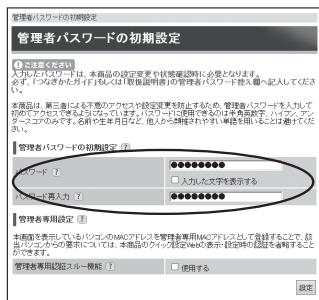 管理者パスワードの初期設定
管理者パスワードの初期設定
ご注意ください
入力したパスワードは、本商品の設定変更や状態確認時に必要となります。
必ず、「つなぎかたガイド」もしくは「取扱説明書」の管理者パスワード控え欄へ記入してくださ
い。
本商品は、第三者による不意のアクセスや設定変更を防止するため、管理者パスワードを入力して
初めてアクセスできるようになっています。パスワードに使用できるのは半角英数字、ハイフン、アン
ダースコアのみです。名前や生年月日など、他人から類推されやすい単語を用いることは避けてくだ
さい。
管理者パスワードの初期設定 ?
パスワード ?
●●●●●●●●
入力した文字を表示する
パスワード再入力 ?
●●●●●●●●
管理者専用設定 ?
本画面を表示しているパソコンのMACアドレスを管理者専用MACアドレスとして登録することで、該
当パソコンからの要求については、本商品のクイック設定Webの表示・設定時の認証を省略すること
ができます。
管理者専用認証スルー機能 ?
使用する
設定